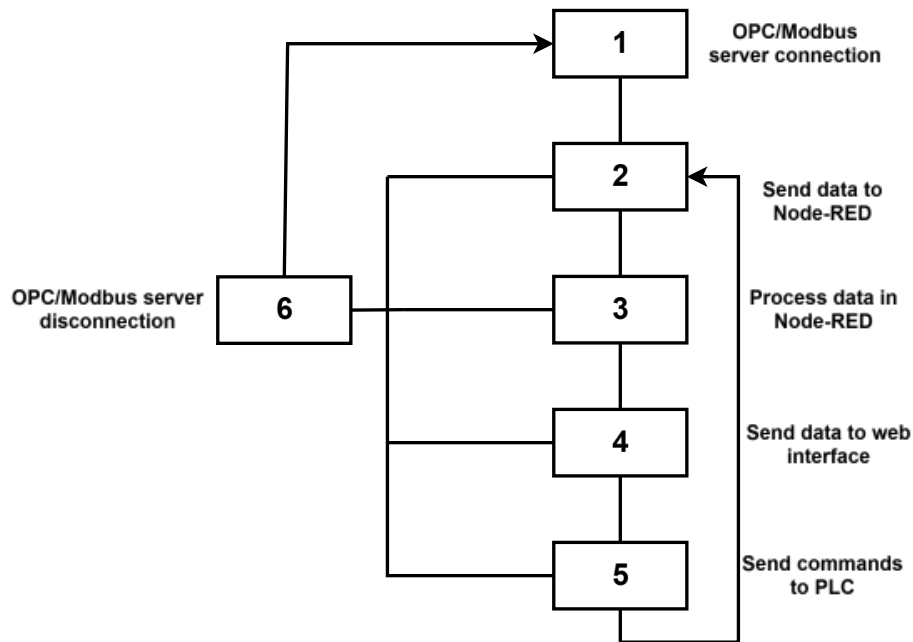 1
OPC/Modbus
server connection
2
Send data to
Node-RED
OPC/Modbus server
disconnection
6
3
Process data in
Node-RED
4
Send data to web
interface
5
Send commands
to PLC